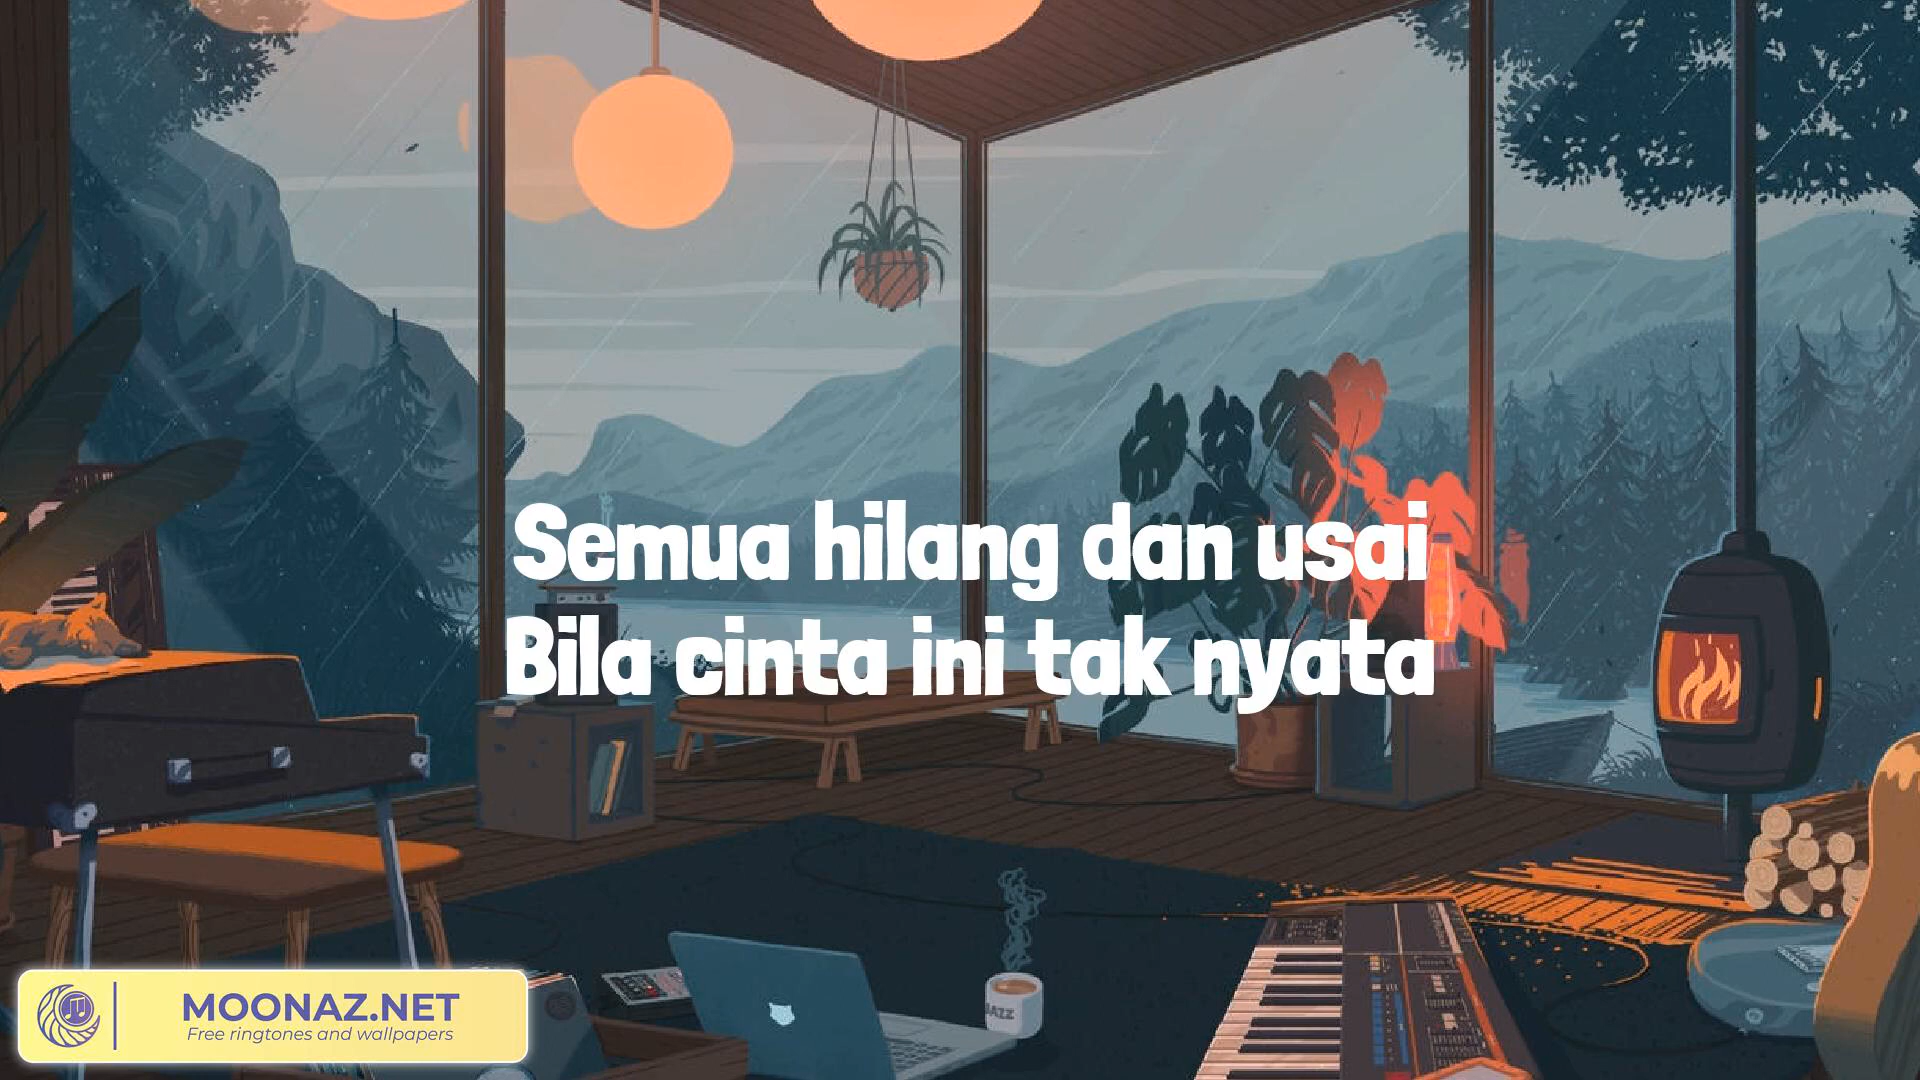 Semua hilang dan usai
Bila cinta ini tak nyata
MOONAZ.NET
Free ringtones and wallpapers